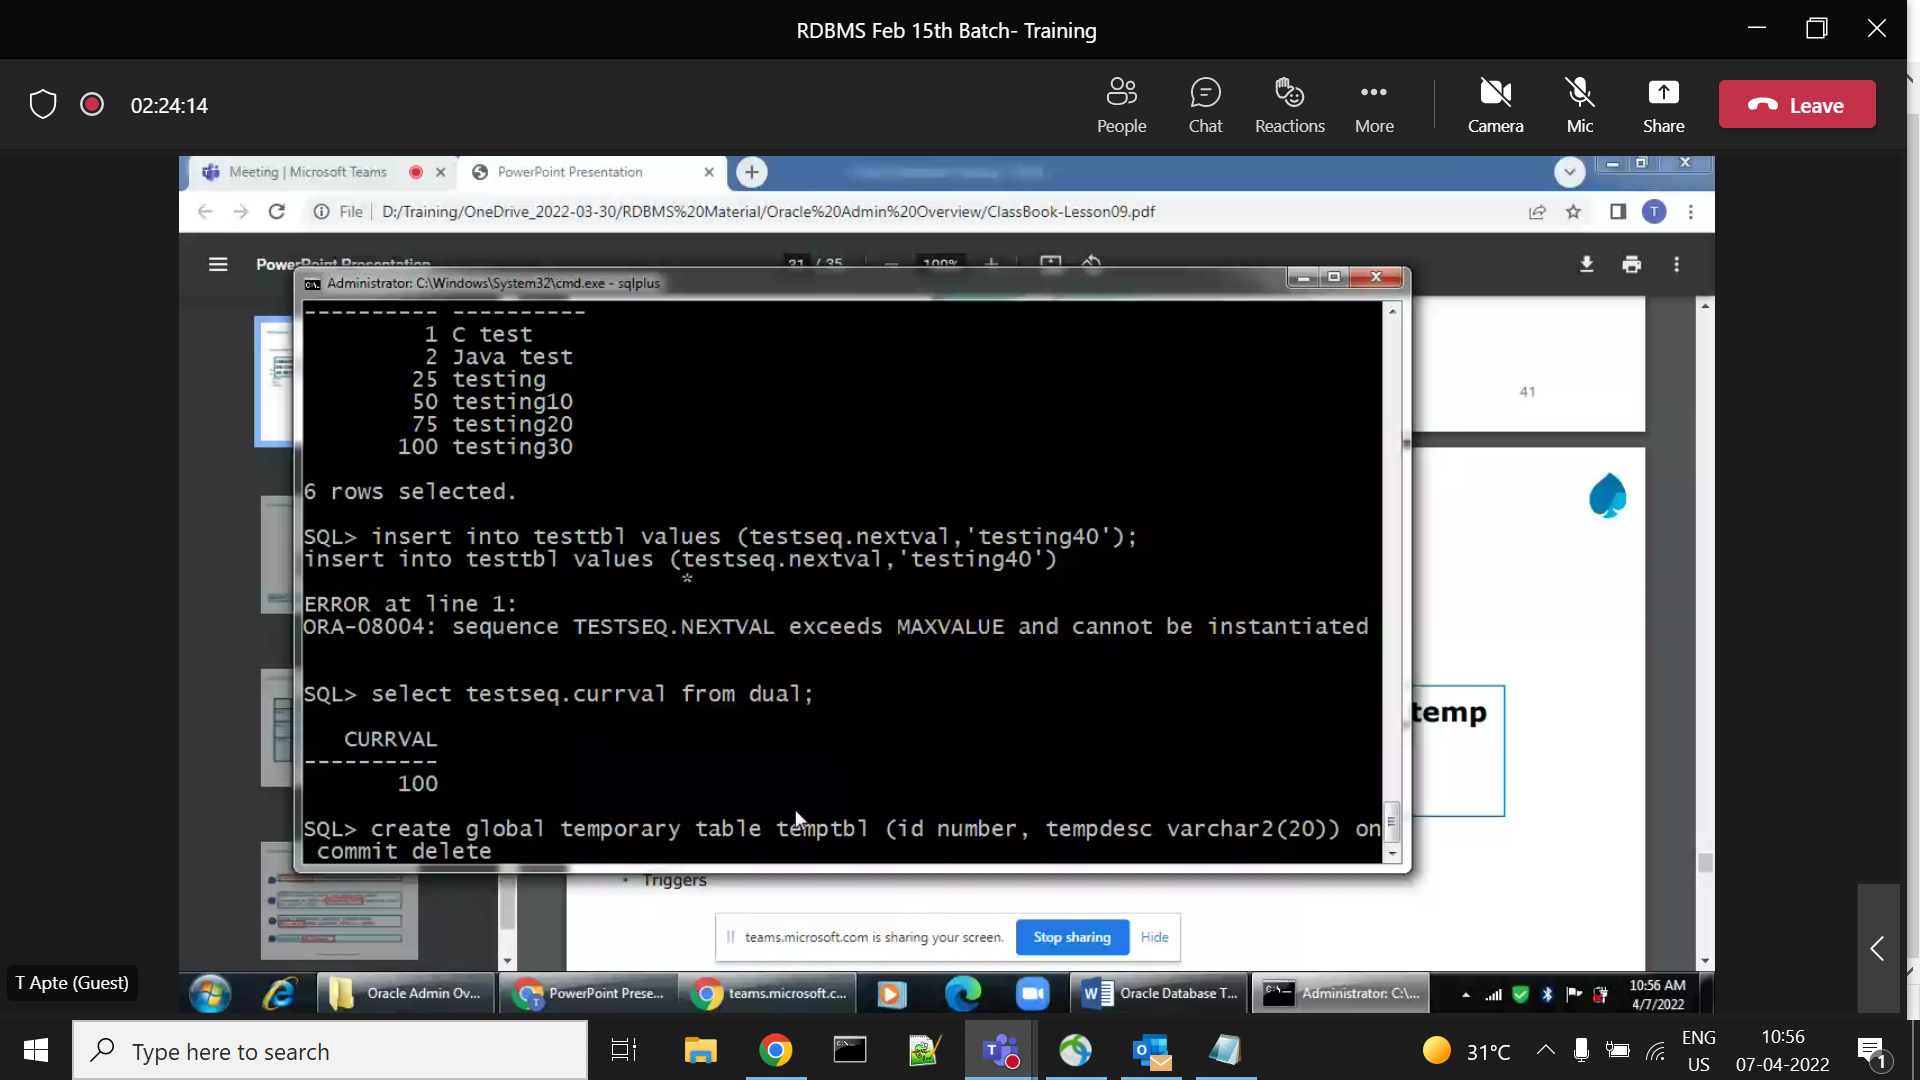 RDBMS Feb 15th Batch- Training
02:24:14
People
Chat
Reactions
More
Camera
Mic
Share
Leave
Meeting | Microsoft Teams
PowerPoint Presentation
File
D:/Training/OneDrive_2022-03-30/RDBMS%20Material/Oracle%20Admin%20Overview/ClassBook-Lesson09.pdf
T
PowerPoint Presentation
31 / 35
100%
Administrator: C:\Windows\System32\cmd.exe - sqlplus
---------- ----------
1 C test
2 Java test
25 testing
50 testing10
75 testing20
100 testing30
6 rows selected.
SQL> insert into testtbl values (testseq.nextval,'testing40');
insert into testtbl values (testseq.nextval,'testing40')
*
ERROR at line 1:
ORA-08004: sequence TESTSEQ.NEXTVAL exceeds MAXVALUE and cannot be instantiated
SQL> select testseq.currval from dual;
CURRVAL
----------
100
SQL> create global temporary table temptbl (id number, tempdesc varchar2(20)) on
commit delete
41
temp
Triggers
teams.microsoft.com is sharing your screen.
Stop sharing
Hide
T Apte (Guest)
Oracle Admin Ov...
PowerPoint Prese...
teams.microsoft.c...
Oracle Database T...
Administrator: C:\...
10:56 AM
4/7/2022
Type here to search
31°C
ENG
US
10:56
07-04-2022
1